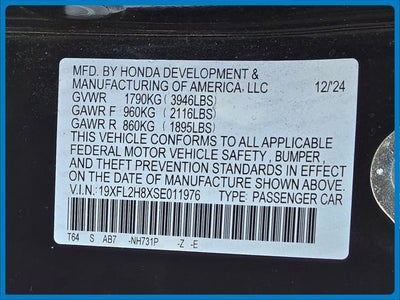 MFD. BY HONDA DEVELOPMENT &
MANUFACTURING OF AMERICA, LLC 12/24
GVWR 1790KG (3946LBS)
GAWR F 960KG (2116LBS)
GAWR R 860KG (1895LBS)
THIS VEHICLE CONFORMS TO ALL APPLICABLE
FEDERAL MOTOR VEHICLE SAFETY, BUMPER,
AND THEFT PREVENTION STANDARDS IN EFFECT
ON THE DATE OF MANUFACTURE SHOWN ABOVE.
V.I.N.: 19XFL2H8XSE011976 TYPE: PASSENGER CAR
T64 S AB7 -NH731P -Z -E